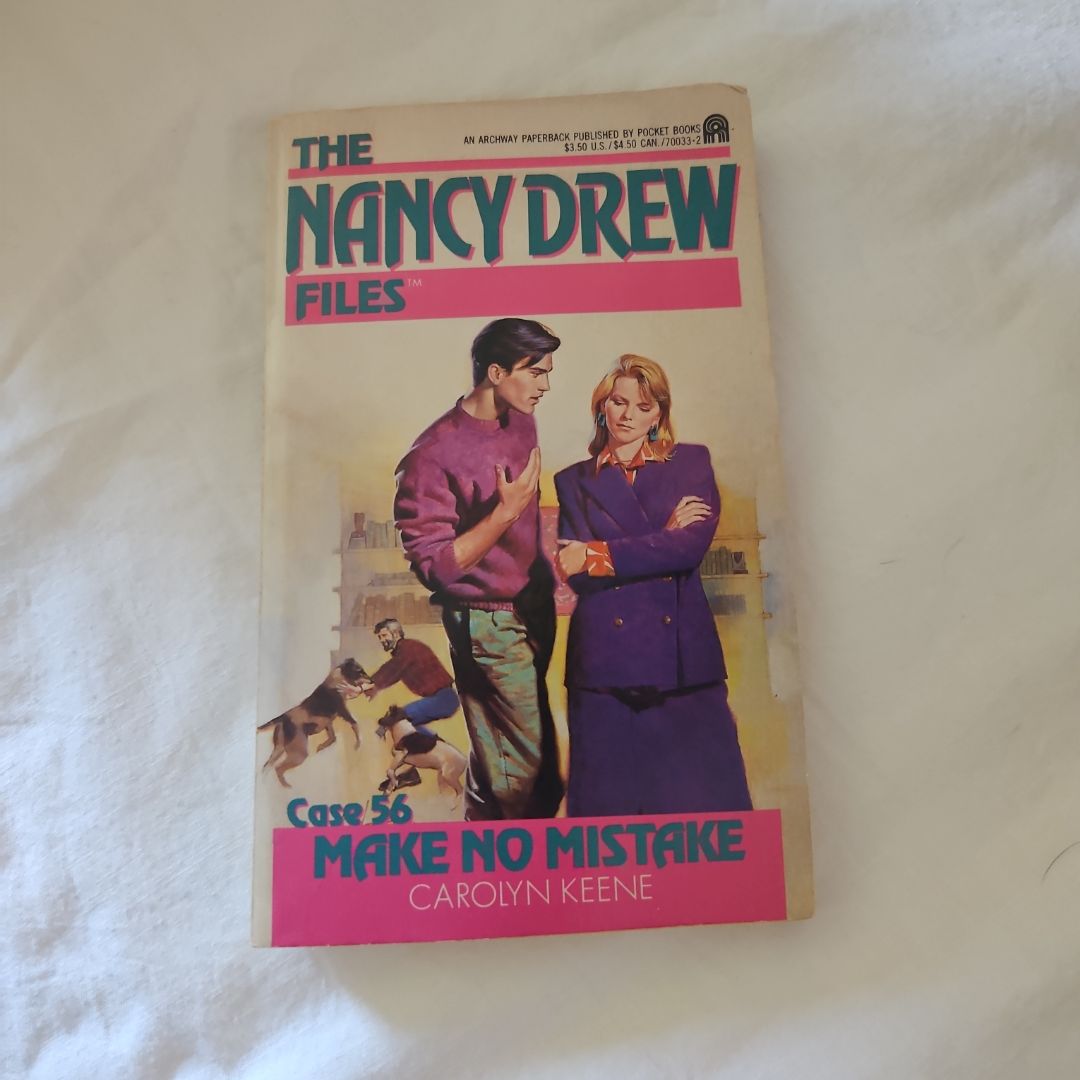 AN ARCHWAY PAPERBACK PUBLISHED BY POCKET BOOKS
$3.50 U.S./$4.50 CAN./70033-2
THE
NANCY DREW
FILES™
Case 56
MAKE NO MISTAKE
CAROLYN KEENE